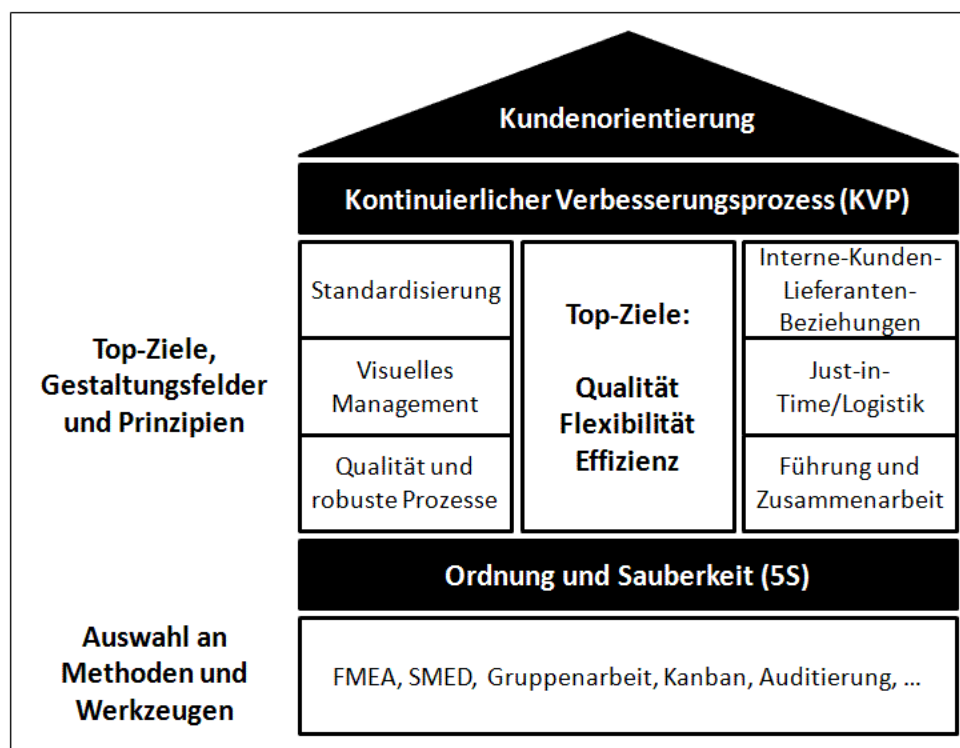 Kundenorientierung
Kontinuierlicher Verbesserungsprozess (KVP)
Top-Ziele,
Gestaltungsfelder
und Prinzipien
Standardisierung
Visuelles
Management
Qualität und
robuste Prozesse
Top-Ziele:
Qualität
Flexibilität
Effizienz
Interne-Kunden-
Lieferanten-
Beziehungen
Just-in-
Time/Logistik
Führung und
Zusammenarbeit
Ordnung und Sauberkeit (5S)
Auswahl an
Methoden und
Werkzeugen
FMEA, SMED, Gruppenarbeit, Kanban, Auditierung, ...